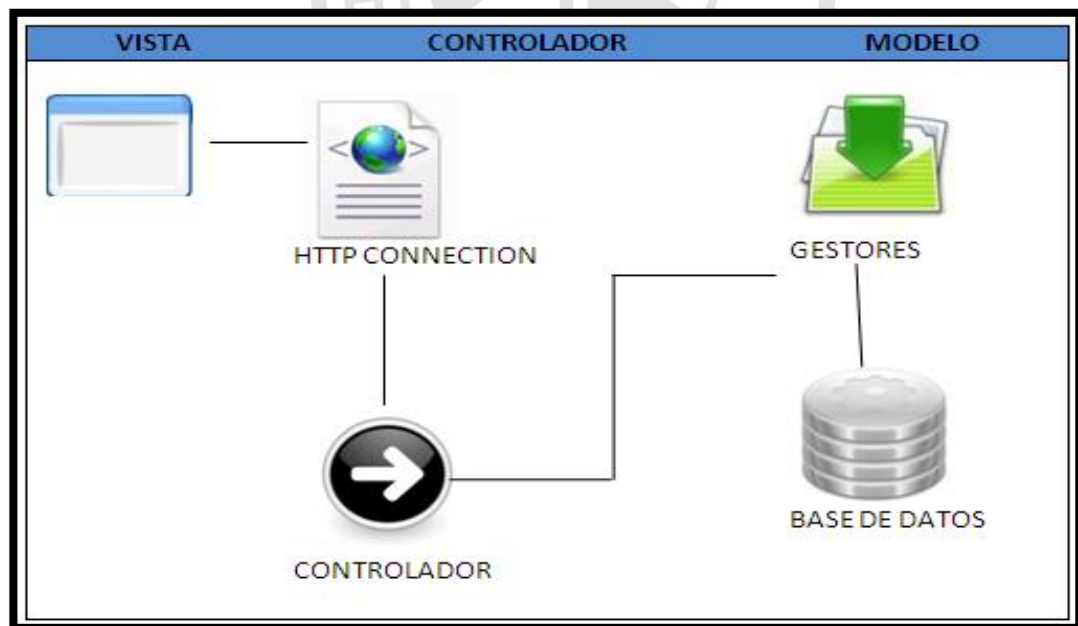 VISTA CONTROLADOR MODELO
< >
HTTP CONNECTION
GESTORES
BASE DE DATOS
CONTROLADOR